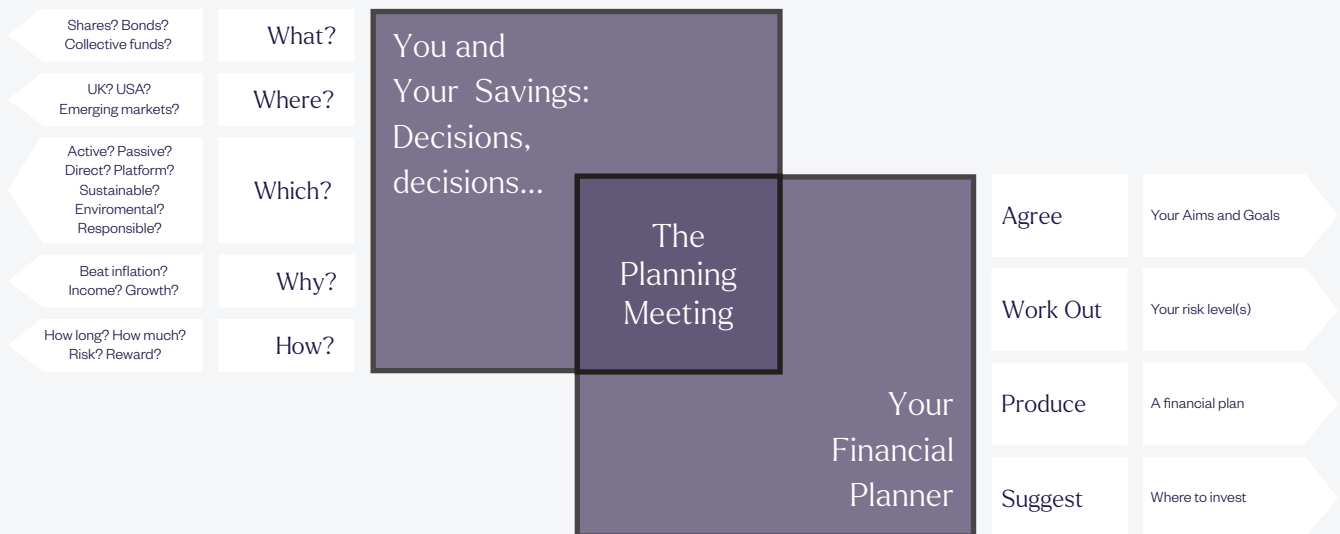 Shares? Bonds?
Collective funds?
What?
UK? USA?
Emerging markets?
Where?
Active? Passive?
Direct? Platform?
Sustainable?
Enviromental?
Responsible?
Which?
Beat inflation?
Income? Growth?
Why?
How long? How much?
Risk? Reward?
How?
You and
Your Savings:
Decisions,
decisions...
The
Planning
Meeting
Your
Financial
Planner
Agree
Your Aims and Goals
Work Out
Your risk level(s)
Produce
A financial plan
Suggest
Where to invest